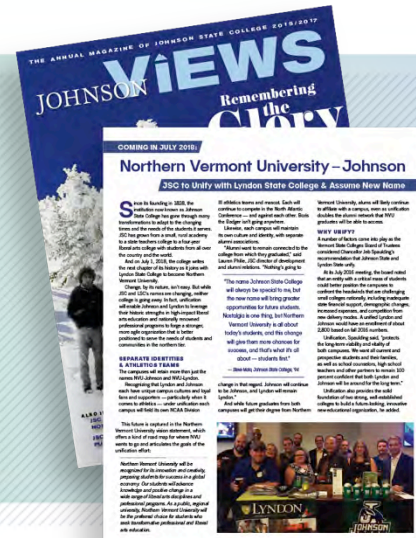 THE ANNUAL MAGAZINE OF JOHNSON STATE COLLEGE 2016/2017
JOHNSON
VIEWS
Remembering
the
Glory
COMING IN JULY 2018:
Northern Vermont University – Johnson
JSC to Unify with Lyndon State College & Assume New Name
Since its founding in 1828, the
institution now known as Johnson
State College has gone through many
transformations to adapt to the changing
times and the needs of the students it serves.
JSC has grown from a small, rural academy
to a state teachers college to a four-year
liberal arts college with students from all over
the country and the world.
And on July 1, 2018, the college writes
the next chapter of its history as it joins with
Lyndon State College to become Northern
Vermont University.
Change, by its nature, isn't easy. But while
JSC and LSC's names are changing, neither
college is going away. In fact, unification
will enable Johnson and Lyndon to leverage
their historic strengths in high-impact liberal
arts education and nationally renowned
professional programs to forge a stronger,
more agile organization that is better
positioned to serve the needs of students and
communities in the northern tier.
SEPARATE IDENTITIES
& ATHLETIC TEAMS
The campuses will retain more than just the
names NVU-Johnson and NVU-Lyndon.
Recognizing that Lyndon and Johnson
each have unique campus cultures and loyal
fans and supporters — particularly when it
comes to athletics — under unification each
campus will field its own NCAA Division
III athletics teams and mascot. Each will
continue to compete in the North Atlantic
Conference — and against each other. Boris
the Badger isn't going anywhere.
Likewise, each campus will maintain
its own culture and identity, with separate
alumni associations.
"Alumni want to remain connected to the
college from which they graduated," said
Lauren Philie, JSC director of development
and alumni relations. "Nothing's going to
"The name Johnson State College
will always be special to me, but
the new name will bring greater
opportunities for future students.
Nostalgia is one thing, but Northern
Vermont University is all about
today's students, and this change
will give them more chances for
success, and that's what it's all
about — students first."
Johnson State College, '94
change in that regard. Johnson will continue
to be Johnson, and Lyndon will remain
Lyndon."
And while future graduates from both
campuses will get their degree from Northern
Vermont University, alums will likely continue
to affiliate with a campus, even as unification
doubles the alumni network that NVU
graduates will be able to access.
WHY UNIFY?
A number of factors came into play as the
Vermont State Colleges Board of Trustees
considered Chancellor Jeb Spaulding's
recommendation that Johnson State and
Lyndon State unify.
At its July 2016 meeting, the board noted
that an entity with a critical mass of students
could better position the campuses to
confront the headwinds that are challenging
small colleges nationally, including inadequate
state financial support, demographic changes,
increased expenses, and competition from
new delivery modes. A unified Lyndon and
Johnson would have an enrollment of about
2,800 based on fall 2016 numbers.
Unification, Spaulding said, "protects
the long-term viability and vitality of
both campuses. We want all current and
prospective students and their families,
as well as school counselors, high school
teachers and other partners to remain 100
percent confident that both Lyndon and
Johnson will be around for the long term."
Unification also provides the solid
foundation of two strong, well established
colleges to build a future-looking, innovative
new educational organization, he added.
This future is captured in the Northern
Vermont University vision statement, which
offers a kind of road map for where NVU
wants to go and articulates the goals of the
unification effort:
Northern Vermont University will be
recognized for its innovation and creativity,
preparing students for success in a global
economy. Our students will advance
knowledge and positive change in a
wide range of liberal arts disciplines and
professional programs. As a public, regional
university, Northern Vermont University will
be the preferred choice for students who
seek transformative professional and liberal
arts education.
LYNDON
JOHNSON